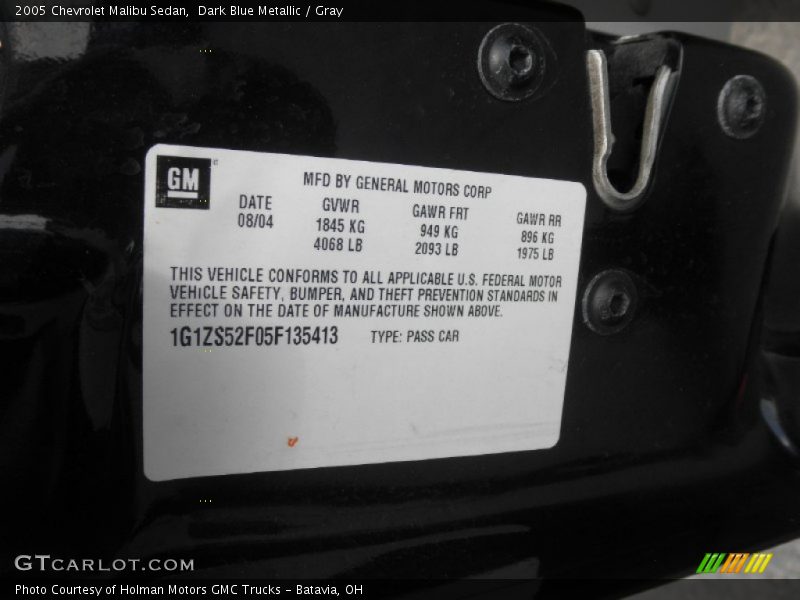 2005 Chevrolet Malibu Sedan,  Dark Blue Metallic / Gray
GM
MFD BY GENERAL MOTORS CORP
DATE GVWR GAWR FRT GAWR RR
08/04 1845 KG 949 KG 896 KG
4068 LB 2093 LB 1975 LB
THIS VEHICLE CONFORMS TO ALL APPLICABLE U.S. FEDERAL MOTOR
VEHICLE SAFETY, BUMPER, AND THEFT PREVENTION STANDARDS IN
EFFECT ON THE DATE OF MANUFACTURE SHOWN ABOVE.
1G1ZS52F05F135413 TYPE: PASS CAR
GTCARLOT.COM
Photo Courtesy of Holman Motors GMC Trucks - Batavia, OH